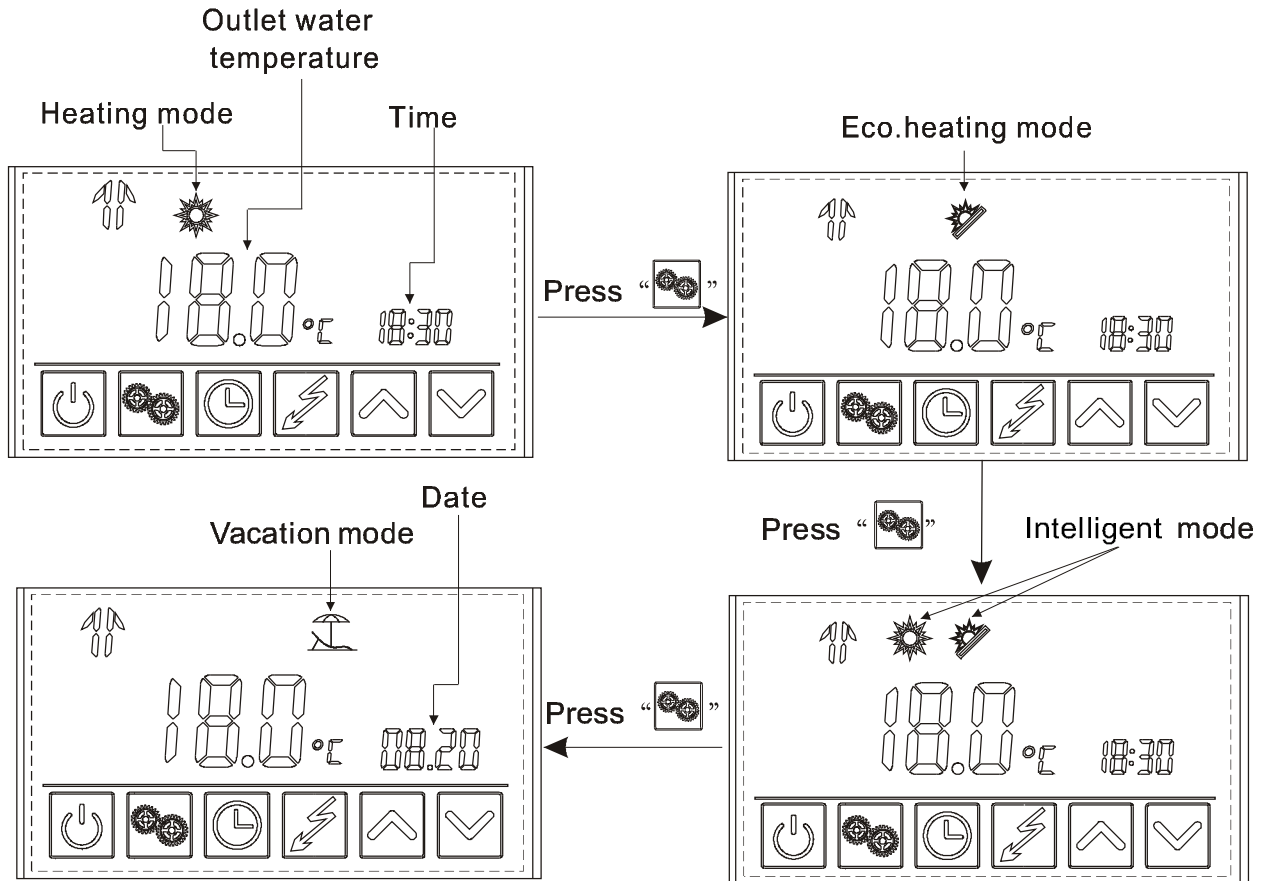 Outlet water
temperature
Heating mode
Time
Eco.heating mode
18.0 °C 18:30
Press “ ”
18.0 °C 18:30
Press “ ”
Intelligent mode
Date
Vacation mode
18.0 °C 08.20
Press “ ”
18.0 °C 18:30